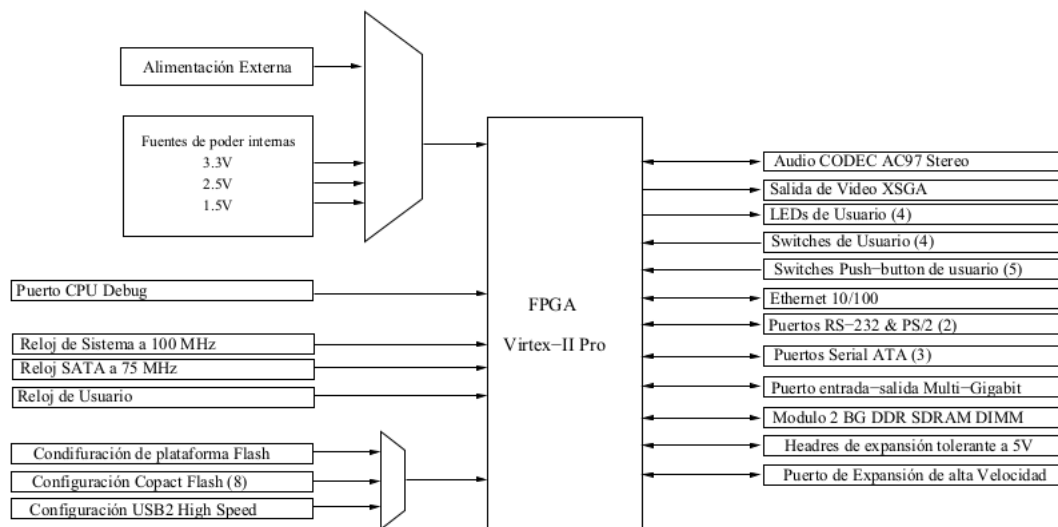 Alimentación Externa
Fuentes de poder internas
3.3V
2.5V
1.5V
Puerto CPU Debug
Reloj de Sistema a 100 MHz
Reloj SATA a 75 MHz
Reloj de Usuario
Condifuración de plataforma Flash
Configuración Copact Flash (8)
Configuración USB2 High Speed
FPGA
Virtex−II Pro
Audio CODEC AC97 Stereo
Salida de Video XSGA
LEDs de Usuario (4)
Switches de Usuario (4)
Switches Push−button de usuario (5)
Ethernet 10/100
Puertos RS−232 & PS/2 (2)
Puertos Serial ATA (3)
Puerto entrada−salida Multi−Gigabit
Modulo 2 BG DDR SDRAM DIMM
Headres de expansión tolerante a 5V
Puerto de Expansión de alta Velocidad